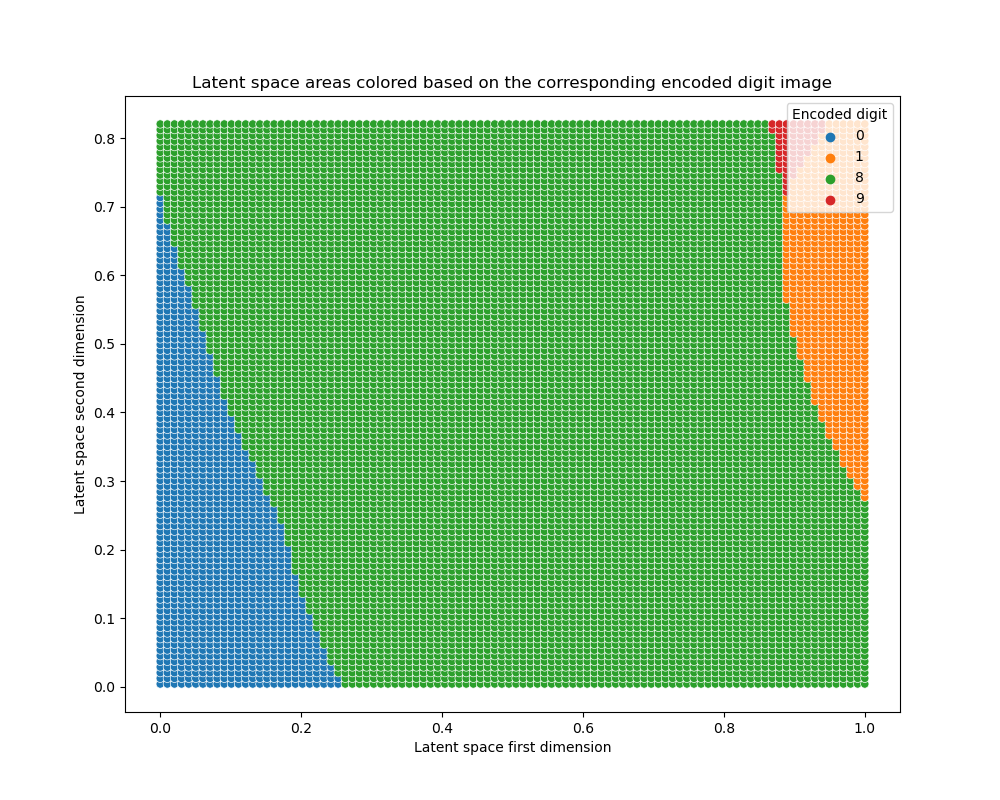 Latent space areas colored based on the corresponding encoded digit image
Encoded digit
0
1
8
9
Latent space second dimension
0.8
0.7
0.6
0.5
0.4
0.3
0.2
0.1
0.0
0.0 0.2 0.4 0.6 0.8 1.0
Latent space first dimension